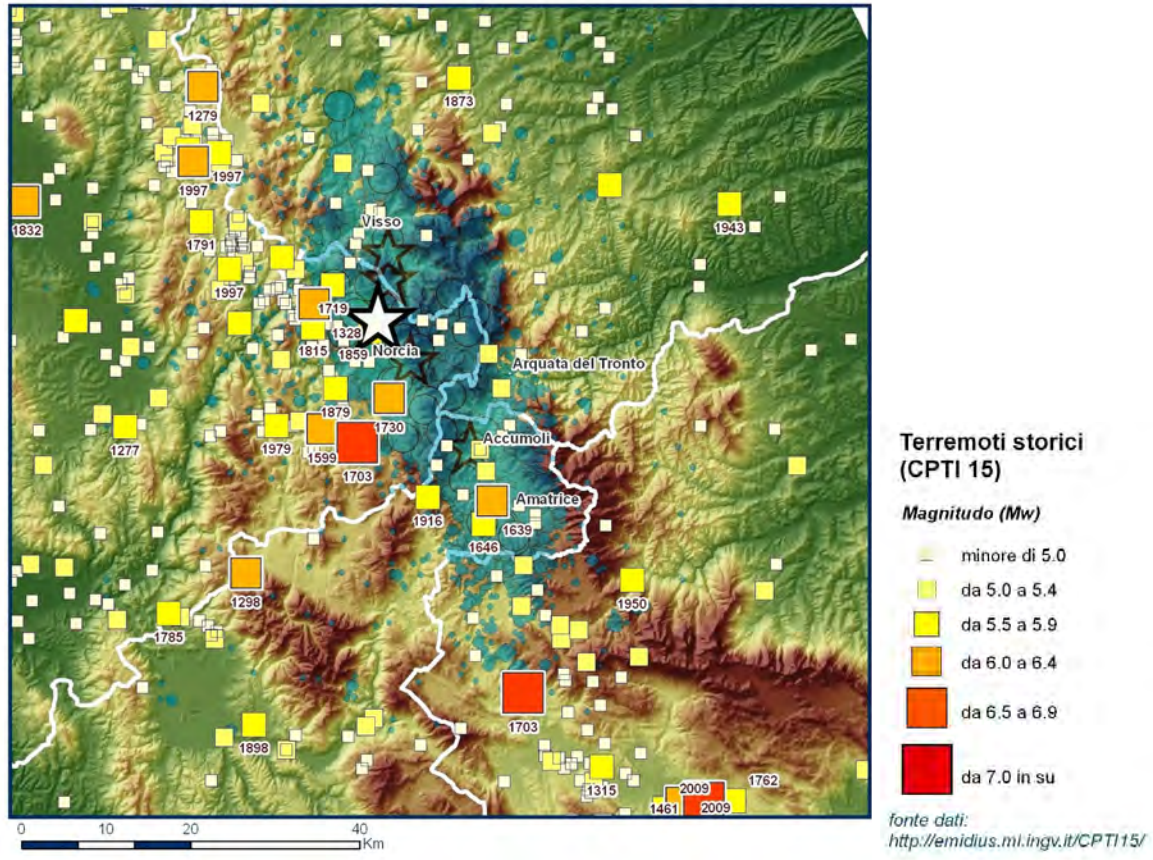 1873
1279
1997
1997
1832
1943
Visso
1791
1997
1719
1328
1815
1859
Norcia
Arquata del Tronto
1879
1730
1979
1277
1599
Accumoli
1703
1916
Amatrice
1639
1646
1298
1950
1785
1703
1898
1315
1762
2009
1461
2009
0
20
40
Km
Terremoti storici
(CPTI 15)
Magnitudo (Mw)
minore di 5.0
da 5.0 a 5.4
da 5.5 a 5.9
da 6.0 a 6.4
da 6.5 a 6.9
da 7.0 in su
fonte dati:
http://emidius.mi.ingv.it/CPTI15/